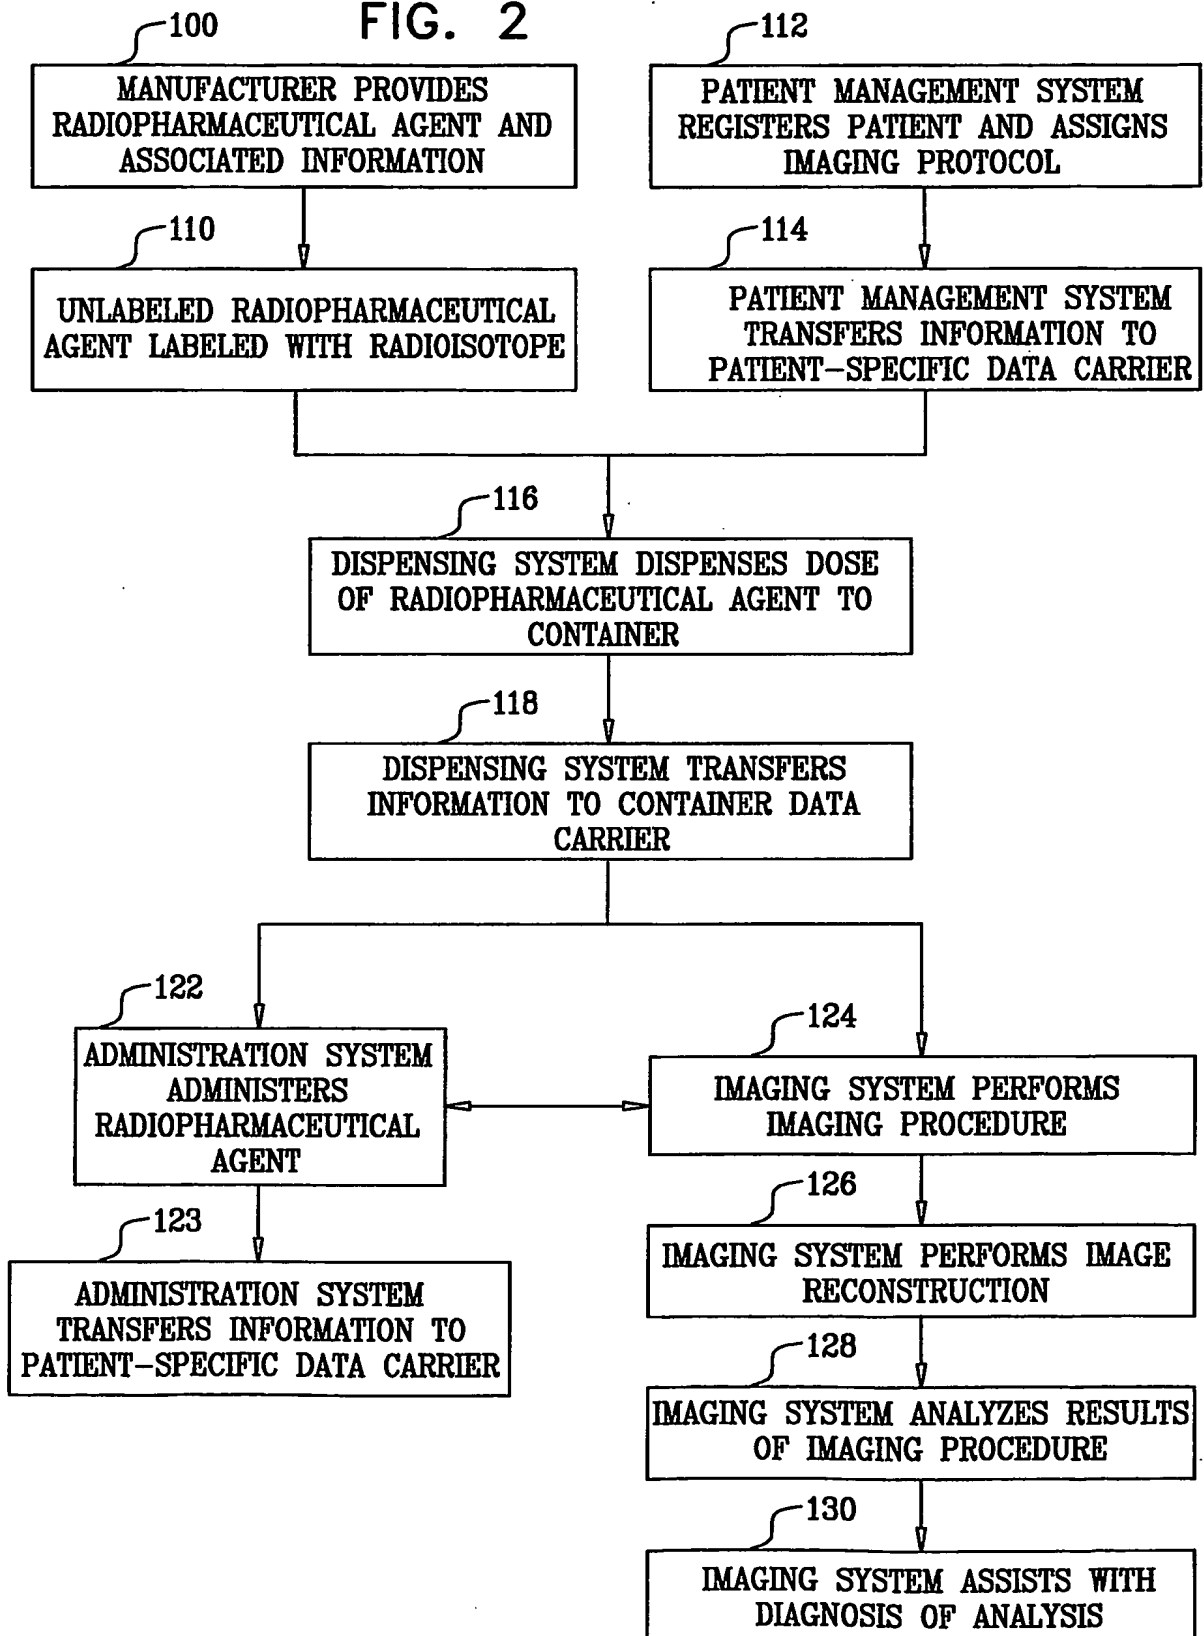 FIG. 2
100
MANUFACTURER PROVIDES
RADIOPHARMACEUTICAL AGENT AND
ASSOCIATED INFORMATION
112
PATIENT MANAGEMENT SYSTEM
REGISTERS PATIENT AND ASSIGNS
IMAGING PROTOCOL
110
UNLABELED RADIOPHARMACEUTICAL
AGENT LABELED WITH RADIOISOTOPE
114
PATIENT MANAGEMENT SYSTEM
TRANSFERS INFORMATION TO
PATIENT-SPECIFIC DATA CARRIER
116
DISPENSING SYSTEM DISPENSES DOSE
OF RADIOPHARMACEUTICAL AGENT TO
CONTAINER
118
DISPENSING SYSTEM TRANSFERS
INFORMATION TO CONTAINER DATA
CARRIER
122
ADMINISTRATION SYSTEM
ADMINISTERS
RADIOPHARMACEUTICAL
AGENT
124
IMAGING SYSTEM PERFORMS
IMAGING PROCEDURE
123
ADMINISTRATION SYSTEM
TRANSFERS INFORMATION TO
PATIENT-SPECIFIC DATA CARRIER
126
IMAGING SYSTEM PERFORMS IMAGE
RECONSTRUCTION
128
IMAGING SYSTEM ANALYZES RESULTS
OF IMAGING PROCEDURE
130
IMAGING SYSTEM ASSISTS WITH
DIAGNOSIS OF ANALYSIS